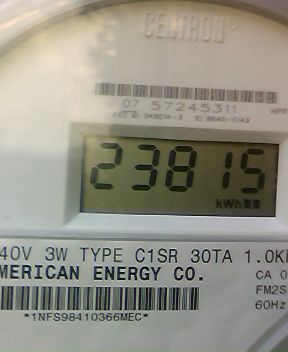 CENTRON®
07 57245311
23815
kWh
40V 3W TYPE C1SR 30TA 1.0K
MERICAN ENERGY CO.
CA 0
FM2S
60Hz
*1NFS98410366MEC*